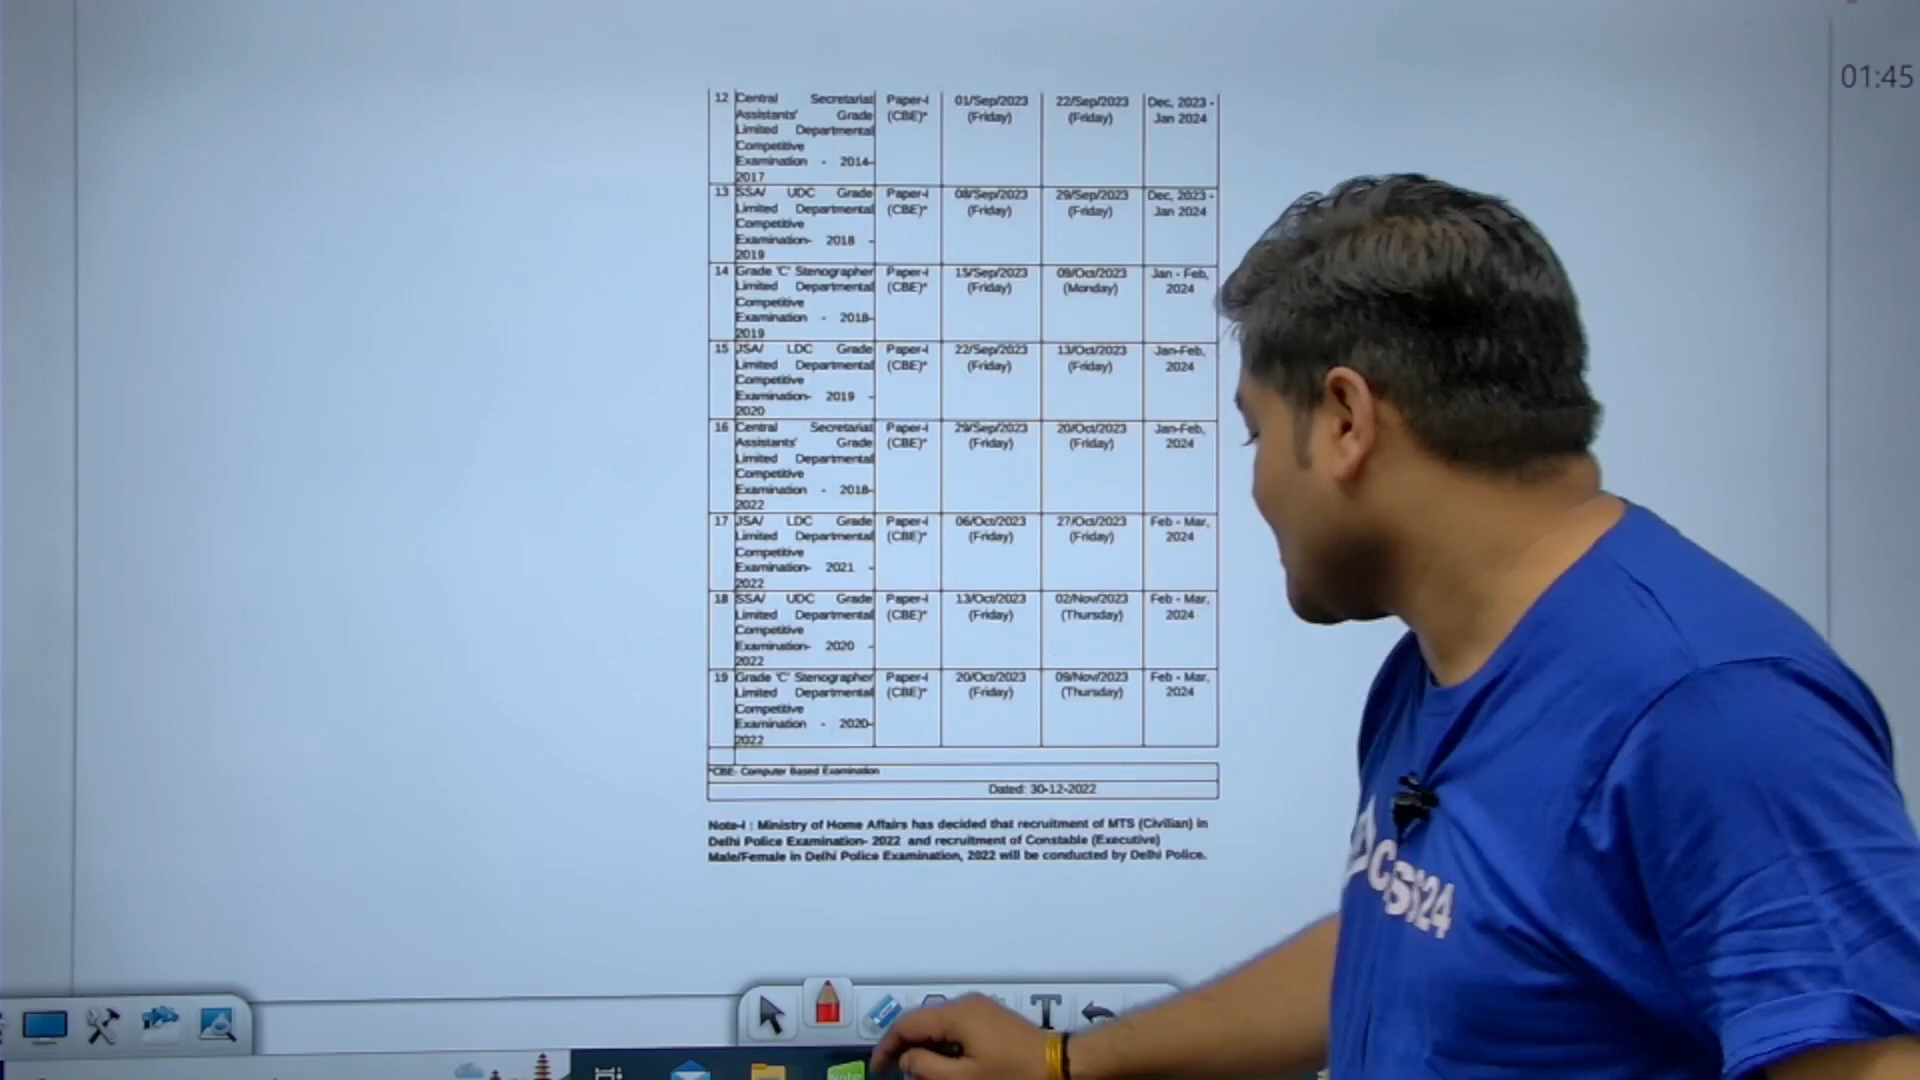 01:45
12 Central Secretariat Paper-I 01/Sep/2023 22/Sep/2023 Dec, 2023 -
Assistants' Grade (CBE)* (Friday) (Friday) Jan 2024
Limited Departmental
Competitive
Examination - 2014-
2017
13 SSA/ UDC Grade Paper-I 08/Sep/2023 29/Sep/2023 Dec, 2023 -
Limited Departmental (CBE)* (Friday) (Friday) Jan 2024
Competitive
Examination- 2018 -
2019
14 Grade 'C' Stenographer Paper-I 15/Sep/2023 09/Oct/2023 Jan - Feb,
Limited Departmental (CBE)* (Friday) (Monday) 2024
Competitive
Examination - 2018-
2019
15 JSA/ LDC Grade Paper-I 22/Sep/2023 13/Oct/2023 Jan-Feb,
Limited Departmental (CBE)* (Friday) (Friday) 2024
Competitive
Examination- 2019 -
2020
16 Central Secretariat Paper-I 29/Sep/2023 20/Oct/2023 Jan-Feb,
Assistants' Grade (CBE)* (Friday) (Friday) 2024
Limited Departmental
Competitive
Examination - 2018-
2022
17 JSA/ LDC Grade Paper-I 06/Oct/2023 27/Oct/2023 Feb - Mar,
Limited Departmental (CBE)* (Friday) (Friday) 2024
Competitive
Examination- 2021 -
2022
18 SSA/ UDC Grade Paper-I 13/Oct/2023 02/Nov/2023 Feb - Mar,
Limited Departmental (CBE)* (Friday) (Thursday) 2024
Competitive
Examination- 2020 -
2022
19 Grade 'C' Stenographer Paper-I 20/Oct/2023 09/Nov/2023 Feb - Mar,
Limited Departmental (CBE)* (Friday) (Thursday) 2024
Competitive
Examination - 2020-
2022
*CBE- Computer Based Examination
Dated: 30-12-2022
Note-I : Ministry of Home Affairs has decided that recruitment of MTS (Civilian) in
Delhi Police Examination- 2022 and recruitment of Constable (Executive)
Male/Female in Delhi Police Examination, 2022 will be conducted by Delhi Police.
T
Note